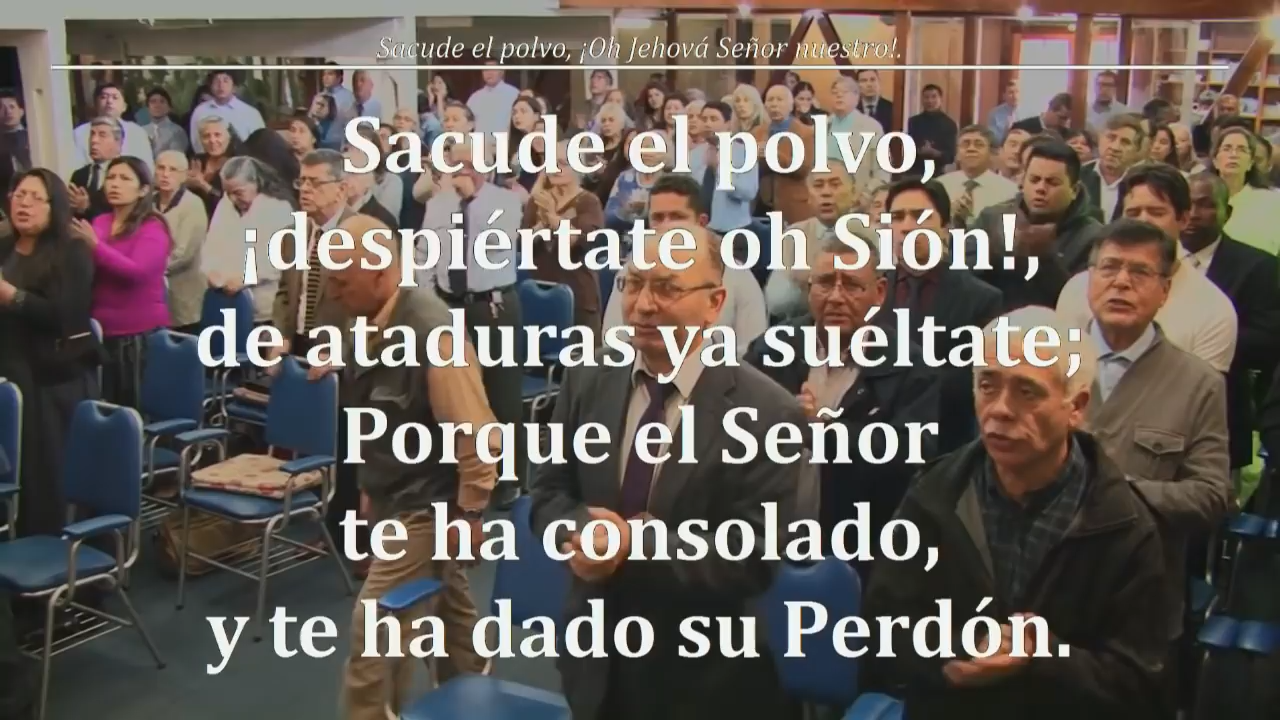 Sacude el polvo, ¡Oh Jehová Señor nuestro!.
Sacude el polvo,
¡despiértate oh Sión!,
de ataduras ya suéltate;
Porque el Señor
te ha consolado,
y te ha dado su Perdón.